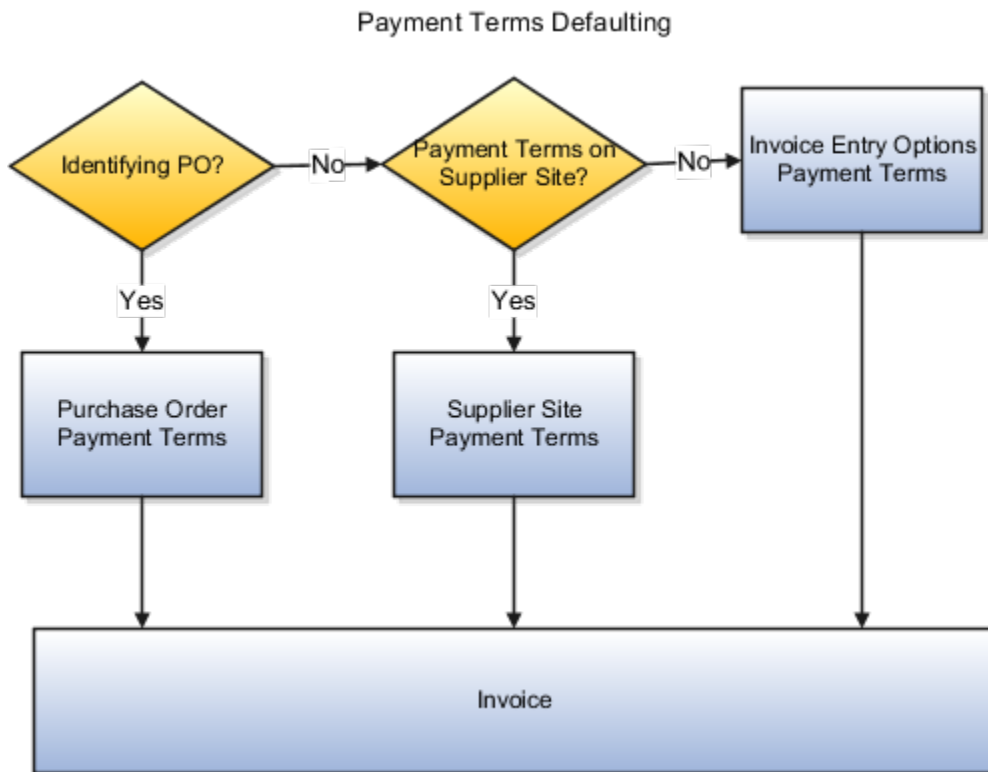 Payment Terms Defaulting
Identifying PO?
No
Payment Terms on
Supplier Site?
No
Invoice Entry Options
Payment Terms
Yes
Yes
Purchase Order
Payment Terms
Supplier Site
Payment Terms
Invoice